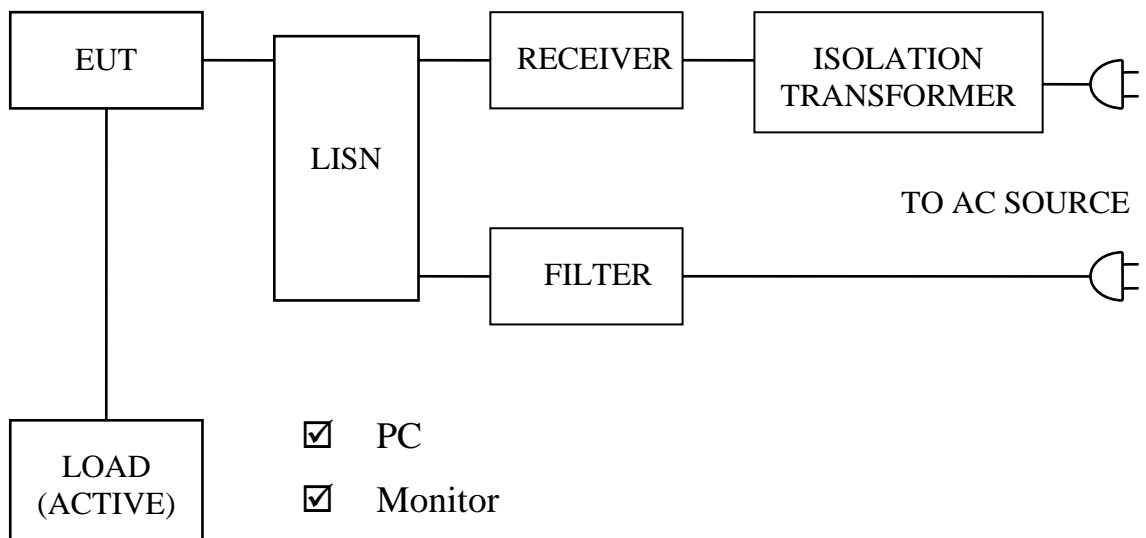 EUT
LISN
RECEIVER
ISOLATION
TRANSFORMER
TO AC SOURCE
FILTER
LOAD
(ACTIVE)
☑ PC
☑ Monitor